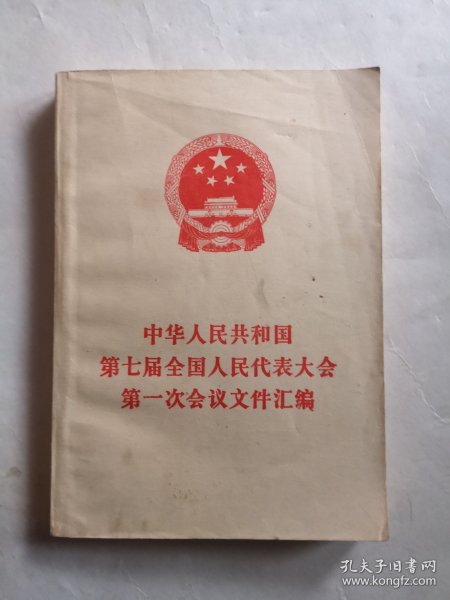 中华人民共和国
第七届全国人民代表大会
第一次会议文件汇编
孔夫子旧书网
www.kongfz.com